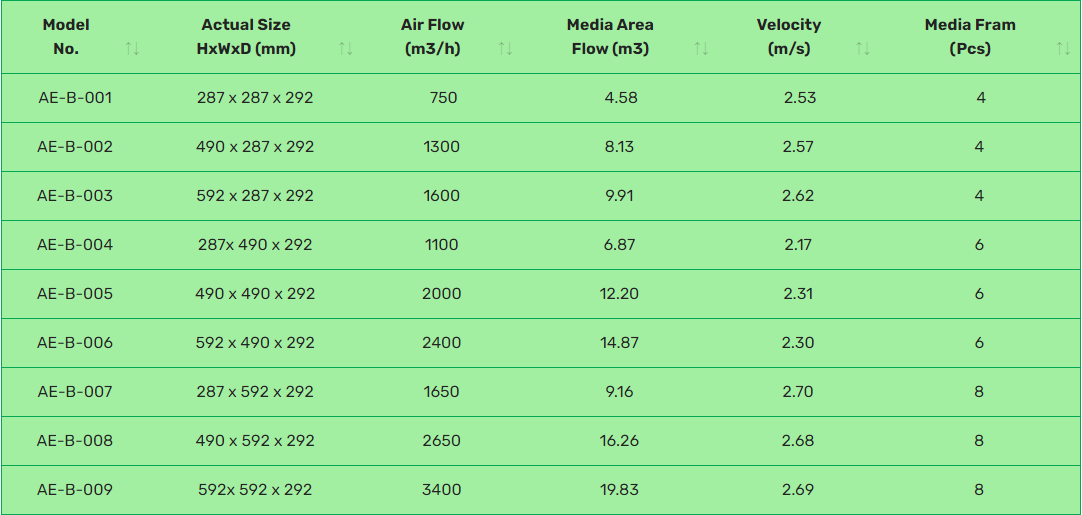 Model No. Actual Size HxWxD (mm) Air Flow (m3/h) Media Area Flow (m3) Velocity (m/s) Media Fram (Pcs)
AE-B-001 287 x 287 x 292 750 4.58 2.53 4
AE-B-002 490 x 287 x 292 1300 8.13 2.57 4
AE-B-003 592 x 287 x 292 1600 9.91 2.62 4
AE-B-004 287x 490 x 292 1100 6.87 2.17 6
AE-B-005 490 x 490 x 292 2000 12.20 2.31 6
AE-B-006 592 x 490 x 292 2400 14.87 2.30 6
AE-B-007 287 x 592 x 292 1650 9.16 2.70 8
AE-B-008 490 x 592 x 292 2650 16.26 2.68 8
AE-B-009 592x 592 x 292 3400 19.83 2.69 8